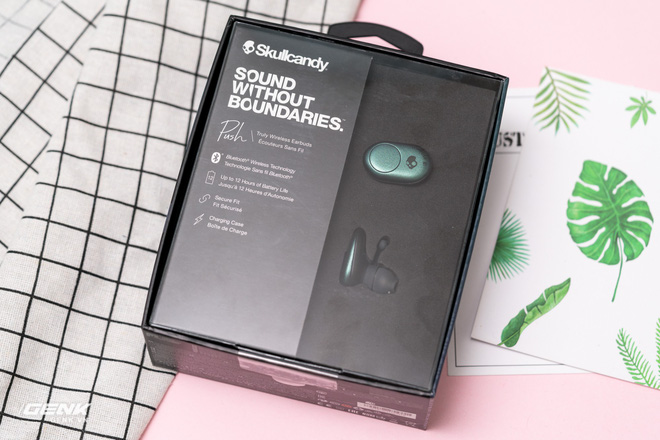 Skullcandy
SOUND
WITHOUT
BOUNDARIES.
Push
Truly Wireless Earbuds
Écouteurs Sans Fil
Bluetooth® Wireless Technology
Technologie Sans fil Bluetooth®
12
Up to 12 Hours of Battery Life
Jusqu'à 12 Heures d'Autonomie
Secure Fit
Fit Sécurisé
Charging Case
Boîte de Charge
UST
GENK